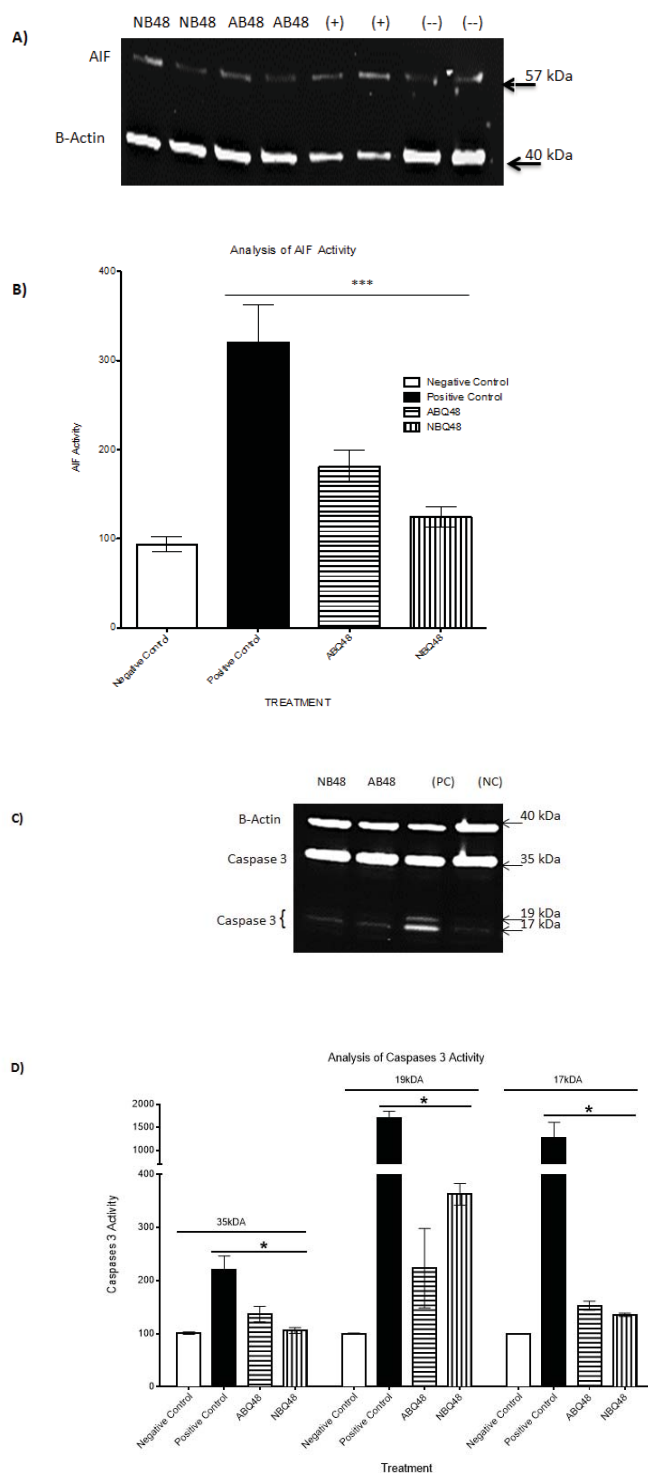 NB48 NB48 AB48 AB48 (+) (+) (--) (--)
A)
AIF
57 kDa
B-Actin
40 kDa
Analysis of AIF Activity
B)
400
***
300
Negative Control
Positive Control
ABQ48
NBQ48
200
AIF Activity
100
0
Negative Control
Positive Control
ABQ48
NBQ48
TREATMENT
NB48 AB48 (PC) (NC)
C)
B-Actin
40 kDa
Caspase 3
35 kDa
Caspase 3 {
19 kDa
17 kDa
Analysis of Caspases 3 Activity
D)
19kDA
17kDA
2000
*
*
1500
1000
400
Caspases 3 Activity
300
35kDA
*
200
100
0
Negative Control
Positive Control
ABQ48
NBQ48
Negative Control
Positive Control
ABQ48
NBQ48
Negative Control
Positive Control
ABQ48
NBQ48
Treatment